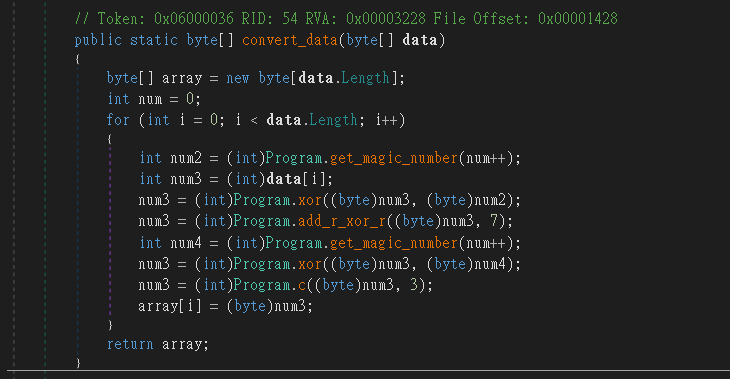 // Token: 0x06000036 RID: 54 RVA: 0x00003228 File Offset: 0x00001428
public static byte[] convert_data(byte[] data)
{
byte[] array = new byte[data.Length];
int num = 0;
for (int i = 0; i < data.Length; i++)
{
int num2 = (int)Program.get_magic_number(num++);
int num3 = (int)data[i];
num3 = (int)Program.xor((byte)num3, (byte)num2);
num3 = (int)Program.add_r_xor_r((byte)num3, 7);
int num4 = (int)Program.get_magic_number(num++);
num3 = (int)Program.xor((byte)num3, (byte)num4);
num3 = (int)Program.c((byte)num3, 3);
array[i] = (byte)num3;
}
return array;
}